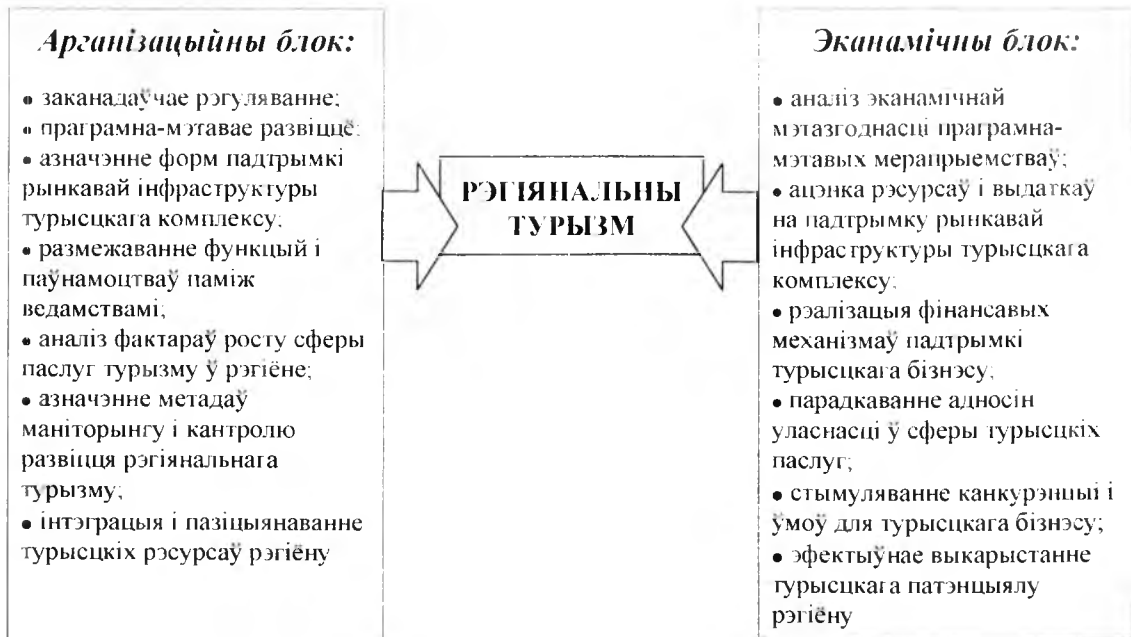 Арганізацыйны блок:
• заканадаўчае рэгуляванне;
• праграмна-мэтавае развіццё;
• азначэнне форм падтрымкі
рынкавай інфраструктуры
турысцкага комплексу;
• размежаванне функцый і
паўнамоцтваў паміж
ведамствамі;
• аналіз фактараў росту сферы
паслуг турызму ў рэгіёне;
• азначэнне метадаў
маніторынгу і кантролю
развіцця рэгіянальнага
турызму;
• інтэграцыя і пазіцыянаванне
турысцкіх рэсурсаў рэгіёну
РЭГІЯНАЛЬНЫ
ТУРЫЗМ
Эканамічны блок:
• аналіз эканамічнай
мэтазгоднасці праграмна-
мэтавых мерапрыемстваў;
• ацэнка рэсурсаў і выдаткаў
на падтрымку рынкавай
інфраструктуры турысцкага
комплексу;
• рэалізацыя фінансавых
механізмаў падтрымкі
турысцкага бізнэсу;
• парадкаванне адносін
уласнасці ў сферы турысцкіх
паслуг;
• стымуляванне канкурэнцыі і
ўмоў для турысцкага бізнэсу;
• эфектыўнае выкарыстанне
турысцкага патэнцыялу
рэгіёну